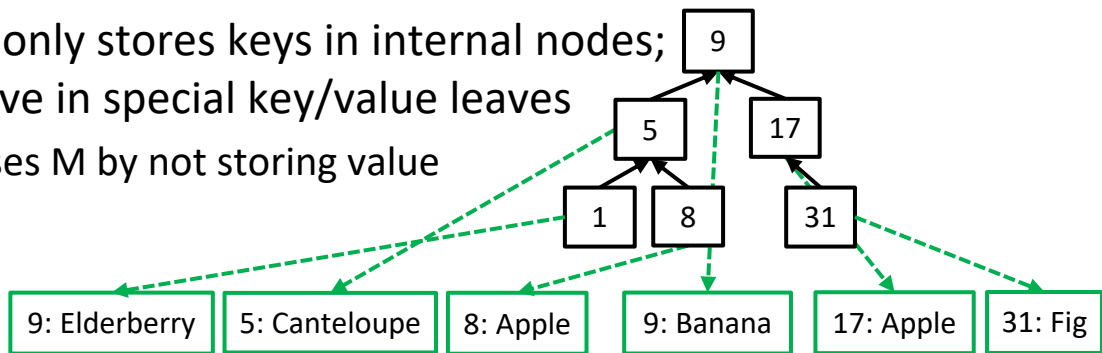 only stores keys in internal nodes;
ve in special key/value leaves
ses M by not storing value
9
5 17
1 8 31
9: Elderberry 5: Canteloupe 8: Apple 9: Banana 17: Apple 31: Fig